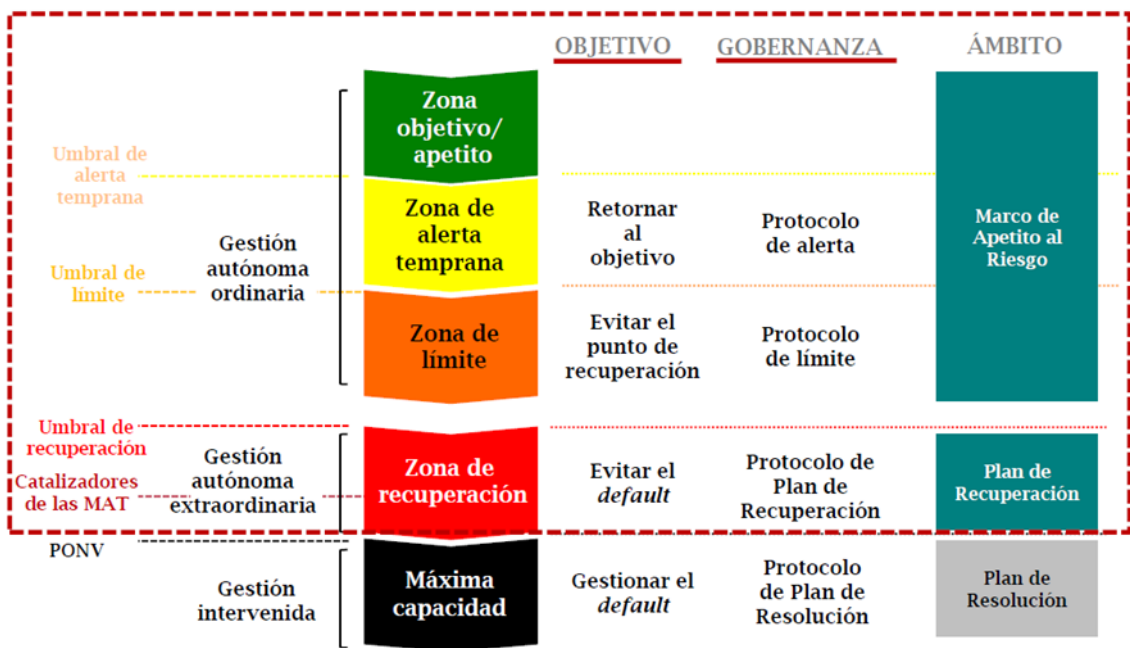 OBJETIVO GOBERNANZA ÁMBITO
Zona
objetivo/
apetito
Umbral de
alerta
temprana
Zona de
alerta
temprana
Retornar
al
objetivo
Protocolo
de alerta
Marco de
Apetito al
Riesgo
Gestión
autónoma
ordinaria
Umbral de
límite
Zona de
límite
Evitar el
punto de
recuperación
Protocolo
de límite
Umbral de
recuperación
Catalizadores
de las MAT
Gestión
autónoma
extraordinaria
Zona de
recuperación
Evitar el
default
Protocolo de
Plan de
Recuperación
Plan de
Recuperación
PONV
Gestión
intervenida
Máxima
capacidad
Gestionar el
default
Protocolo
de Plan de
Resolución
Plan de
Resolución